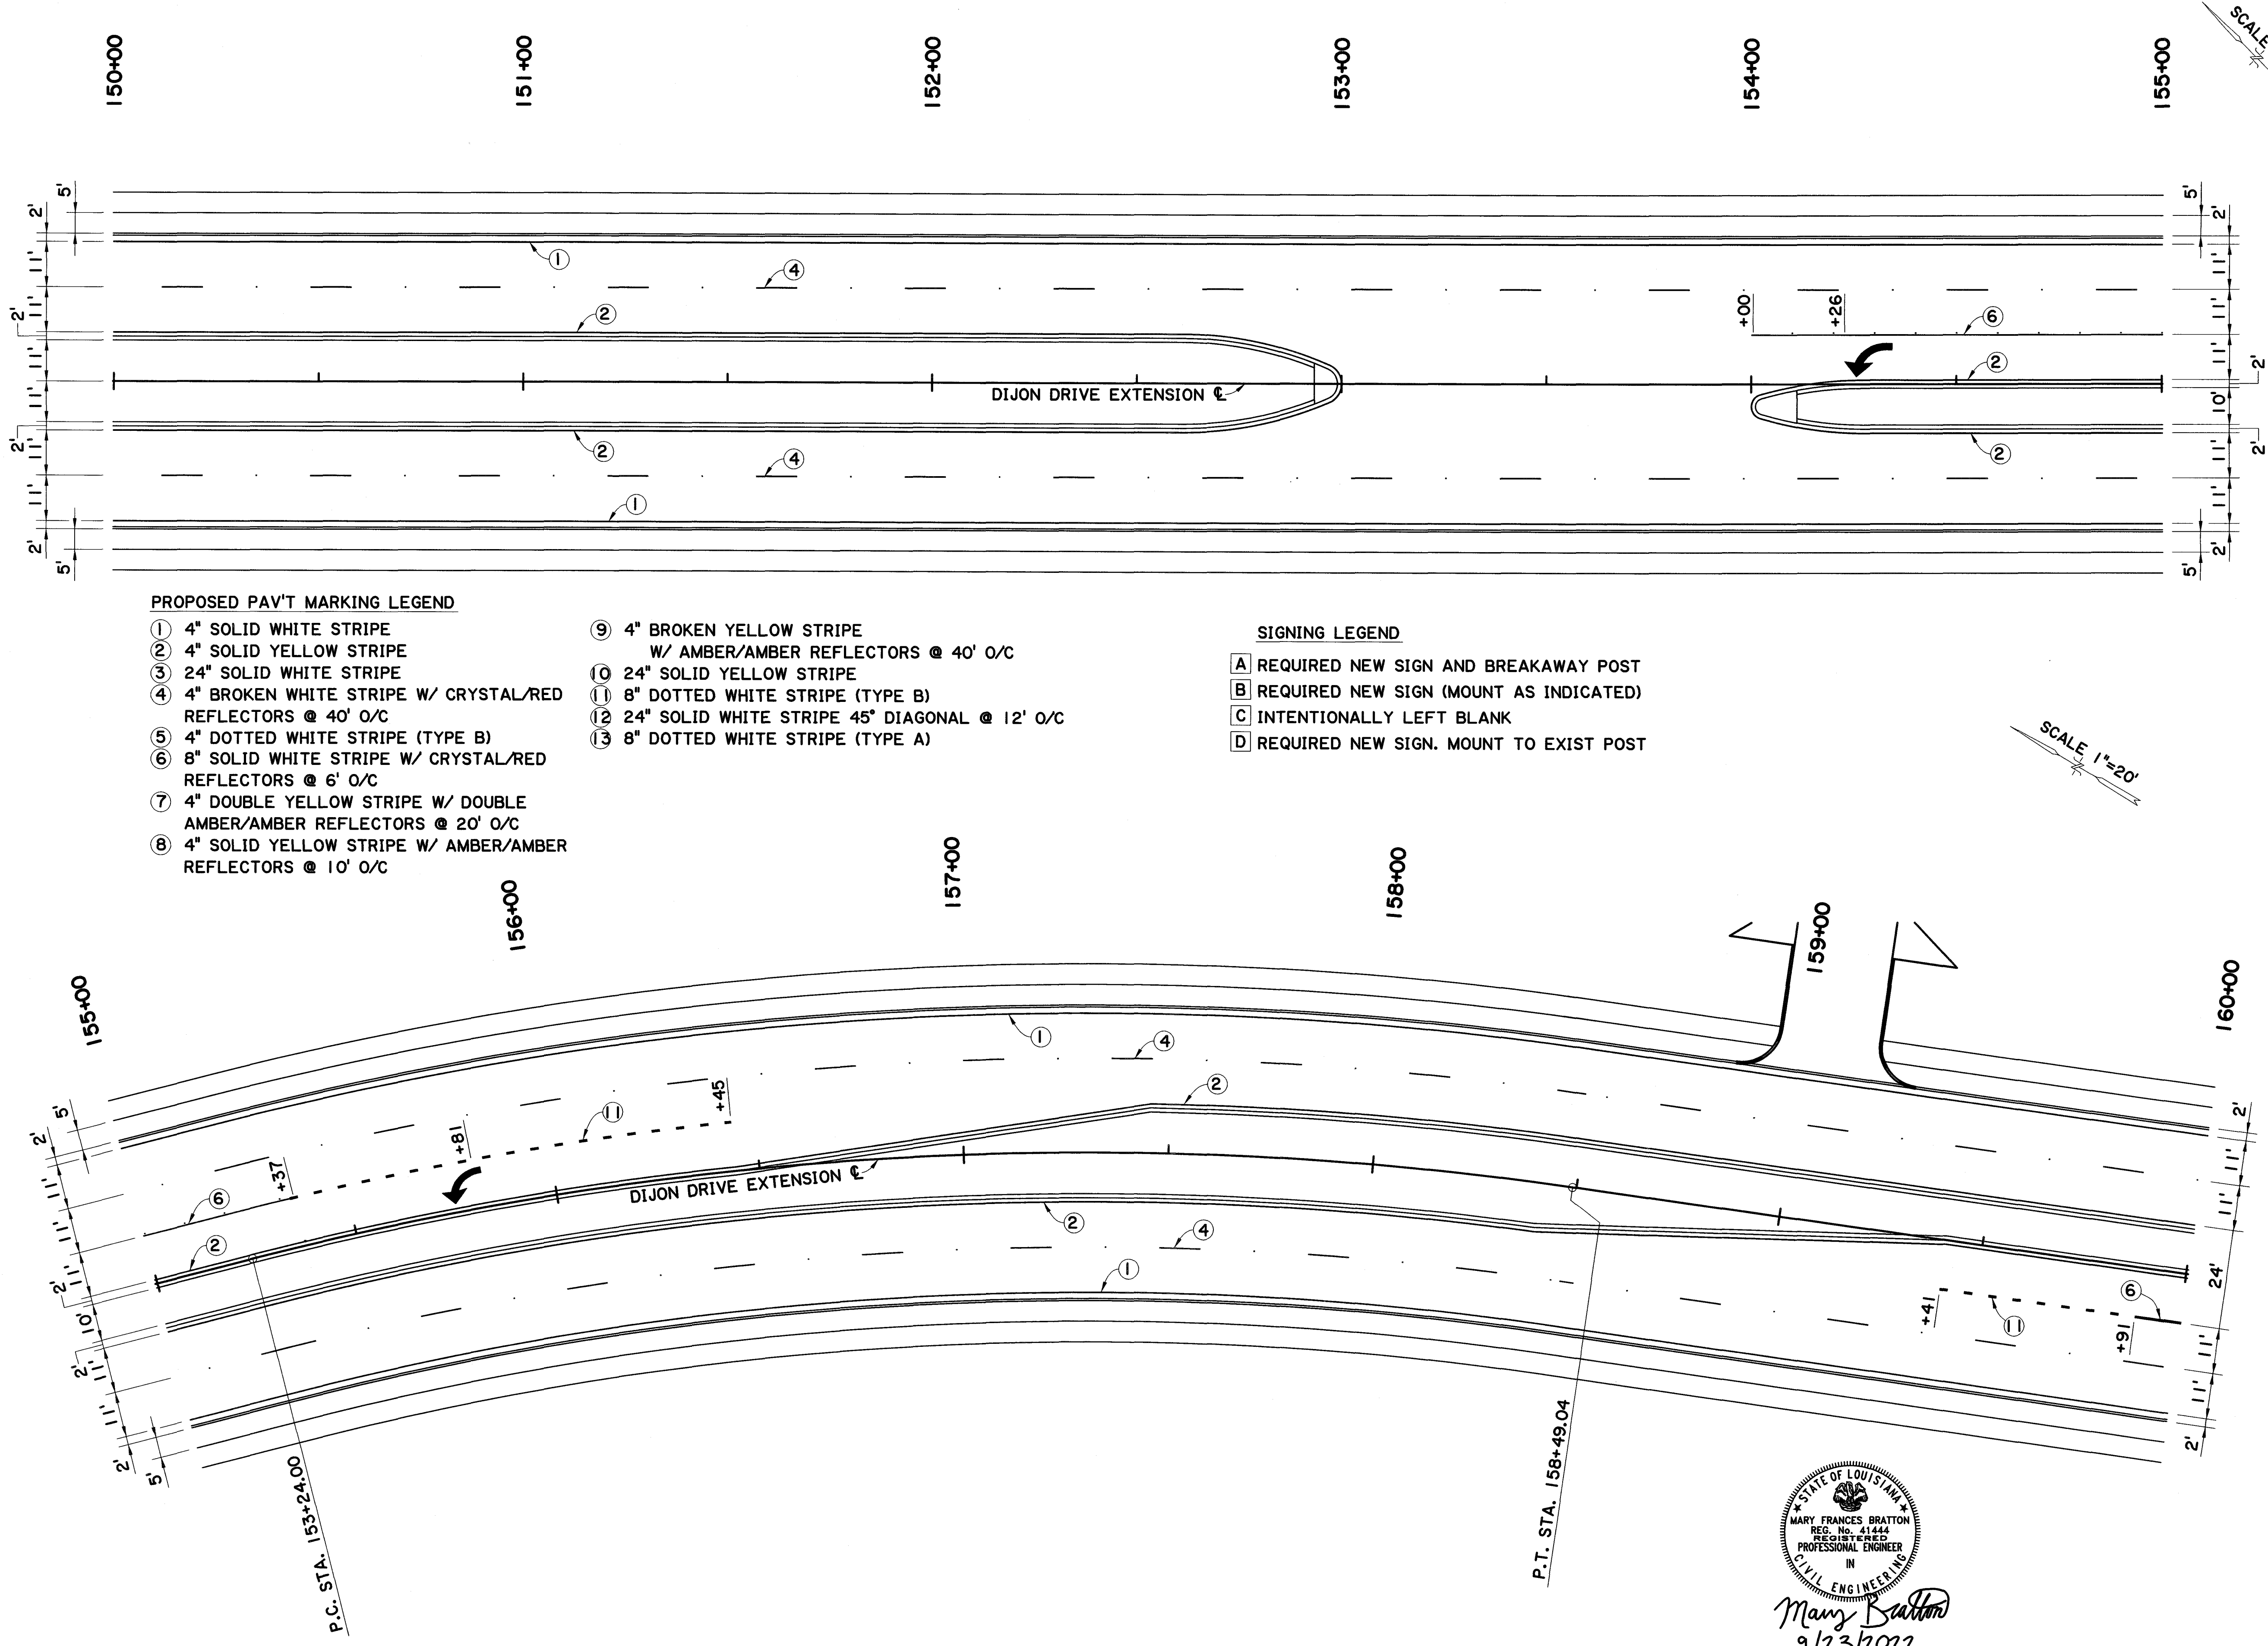 SCALE
150+00
151+00
152+00
153+00
154+00
155+00
5'
2'
11'
11'
2'
11'
11'
2'
11'
11'
2'
5'
1
4
2
2
4
1
DIJON DRIVE EXTENSION ℄
+00
+26
6
2
2
5'
2'
11'
11'
11'
2'
10'
2'
11'
11'
2'
5'
PROPOSED PAV'T MARKING LEGEND
1 4" SOLID WHITE STRIPE
2 4" SOLID YELLOW STRIPE
3 24" SOLID WHITE STRIPE
4 4" BROKEN WHITE STRIPE W/ CRYSTAL/RED
REFLECTORS @ 40' O/C
5 4" DOTTED WHITE STRIPE (TYPE B)
6 8" SOLID WHITE STRIPE W/ CRYSTAL/RED
REFLECTORS @ 6' O/C
7 4" DOUBLE YELLOW STRIPE W/ DOUBLE
AMBER/AMBER REFLECTORS @ 20' O/C
8 4" SOLID YELLOW STRIPE W/ AMBER/AMBER
REFLECTORS @ 10' O/C
9 4" BROKEN YELLOW STRIPE
W/ AMBER/AMBER REFLECTORS @ 40' O/C
10 24" SOLID YELLOW STRIPE
11 8" DOTTED WHITE STRIPE (TYPE B)
12 24" SOLID WHITE STRIPE 45° DIAGONAL @ 12' O/C
13 8" DOTTED WHITE STRIPE (TYPE A)
SIGNING LEGEND
A REQUIRED NEW SIGN AND BREAKAWAY POST
B REQUIRED NEW SIGN (MOUNT AS INDICATED)
C INTENTIONALLY LEFT BLANK
D REQUIRED NEW SIGN. MOUNT TO EXIST POST
SCALE 1"=20'
155+00
156+00
157+00
158+00
159+00
160+00
5'
2'
11'
11'
11'
2'
10'
2'
11'
11'
2'
5'
6
2
+37
+81
11
+45
1
4
2
DIJON DRIVE EXTENSION ℄
2
4
1
+41
11
+91
6
2'
11'
11'
24'
11'
11'
2'
P.C. STA. 153+24.00
P.T. STA. 158+49.04
STATE OF LOUISIANA
MARY FRANCES BRATTON
REG. No. 41444
REGISTERED
PROFESSIONAL ENGINEER
IN
CIVIL ENGINEERING
Mary Bratton
9/23/2022